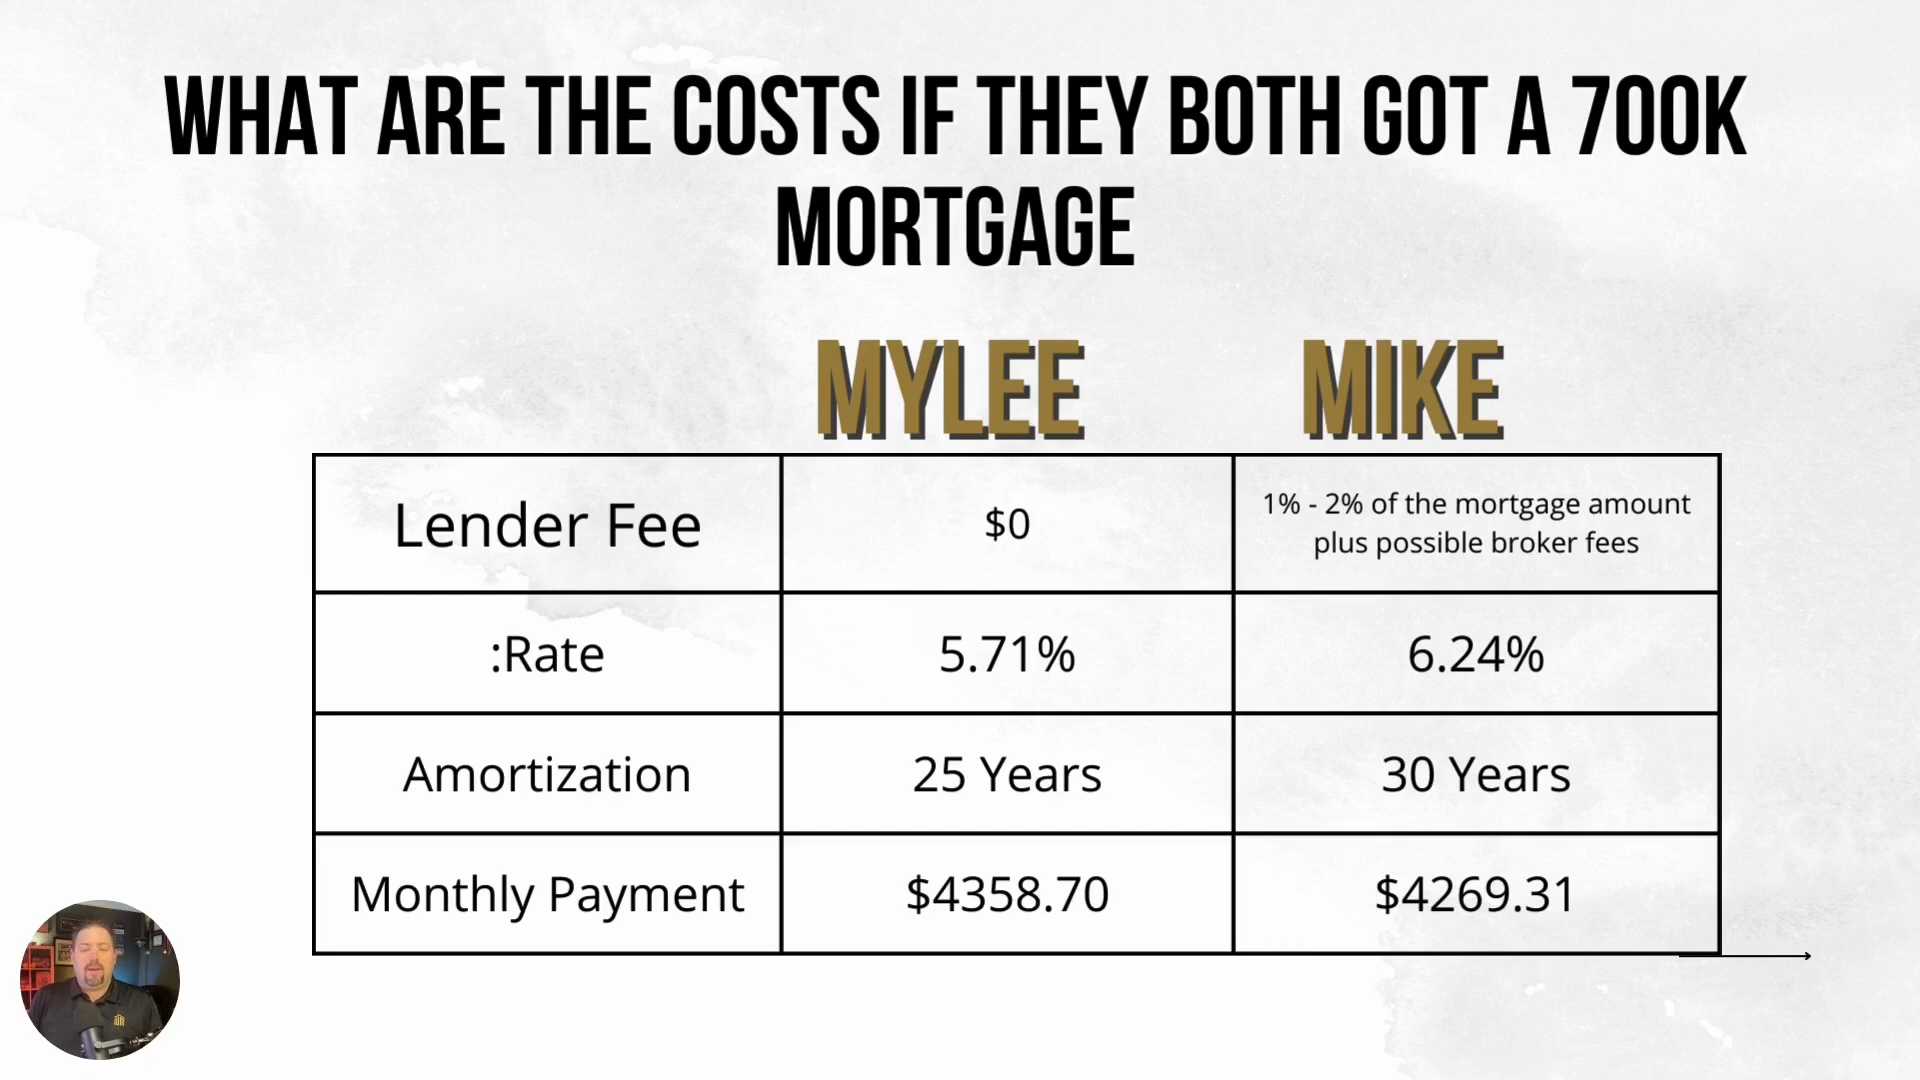 WHAT ARE THE COSTS IF THEY BOTH GOT A 700K
MORTGAGE
MYLEE MIKE
Lender Fee $0 1% - 2% of the mortgage amount
plus possible broker fees
:Rate 5.71% 6.24%
Amortization 25 Years 30 Years
Monthly Payment $4358.70 $4269.31